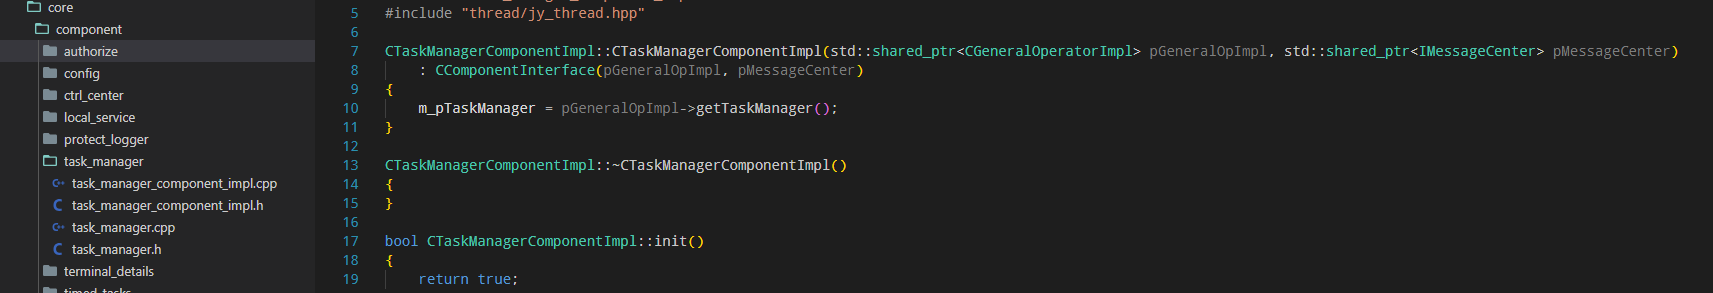 core
component
authorize
config
ctrl_center
local_service
protect_logger
task_manager
task_manager_component_impl.cpp
task_manager_component_impl.h
task_manager.cpp
task_manager.h
terminal_details
timed_tasks
5 #include "thread/jy_thread.hpp"
6
7 CTaskManagerComponentImpl::CTaskManagerComponentImpl(std::shared_ptr<CGeneralOperatorImpl> pGeneralOpImpl, std::shared_ptr<IMessageCenter> pMessageCenter)
8     : CComponentInterface(pGeneralOpImpl, pMessageCenter)
9 {
10     m_pTaskManager = pGeneralOpImpl->getTaskManager();
11 }
12
13 CTaskManagerComponentImpl::~CTaskManagerComponentImpl()
14 {
15 }
16
17 bool CTaskManagerComponentImpl::init()
18 {
19     return true;